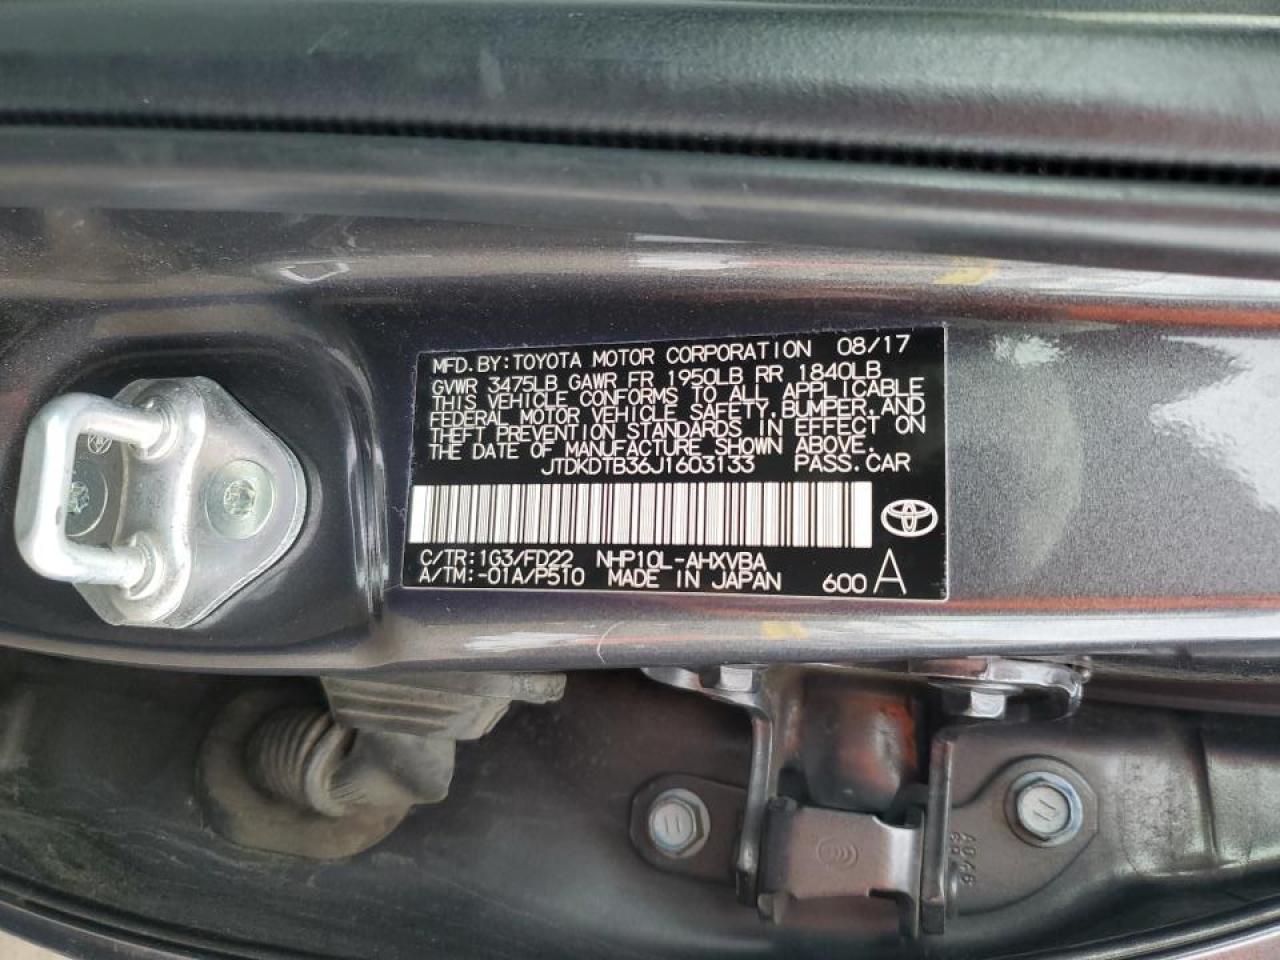 MFD. BY: TOYOTA MOTOR CORPORATION 08/17
GVWR 3475LB GAWR FR 1950LB RR 1840LB
THIS VEHICLE CONFORMS TO ALL APPLICABLE
FEDERAL MOTOR VEHICLE SAFETY, BUMPER, AND
THEFT PREVENTION STANDARDS IN EFFECT ON
THE DATE OF MANUFACTURE SHOWN ABOVE.
JTDKDTB36J1603133 PASS. CAR
C/TR: 1G3/FD22 NHP10L-AHXVBA
A/TM: -01A/P510 MADE IN JAPAN 600 A